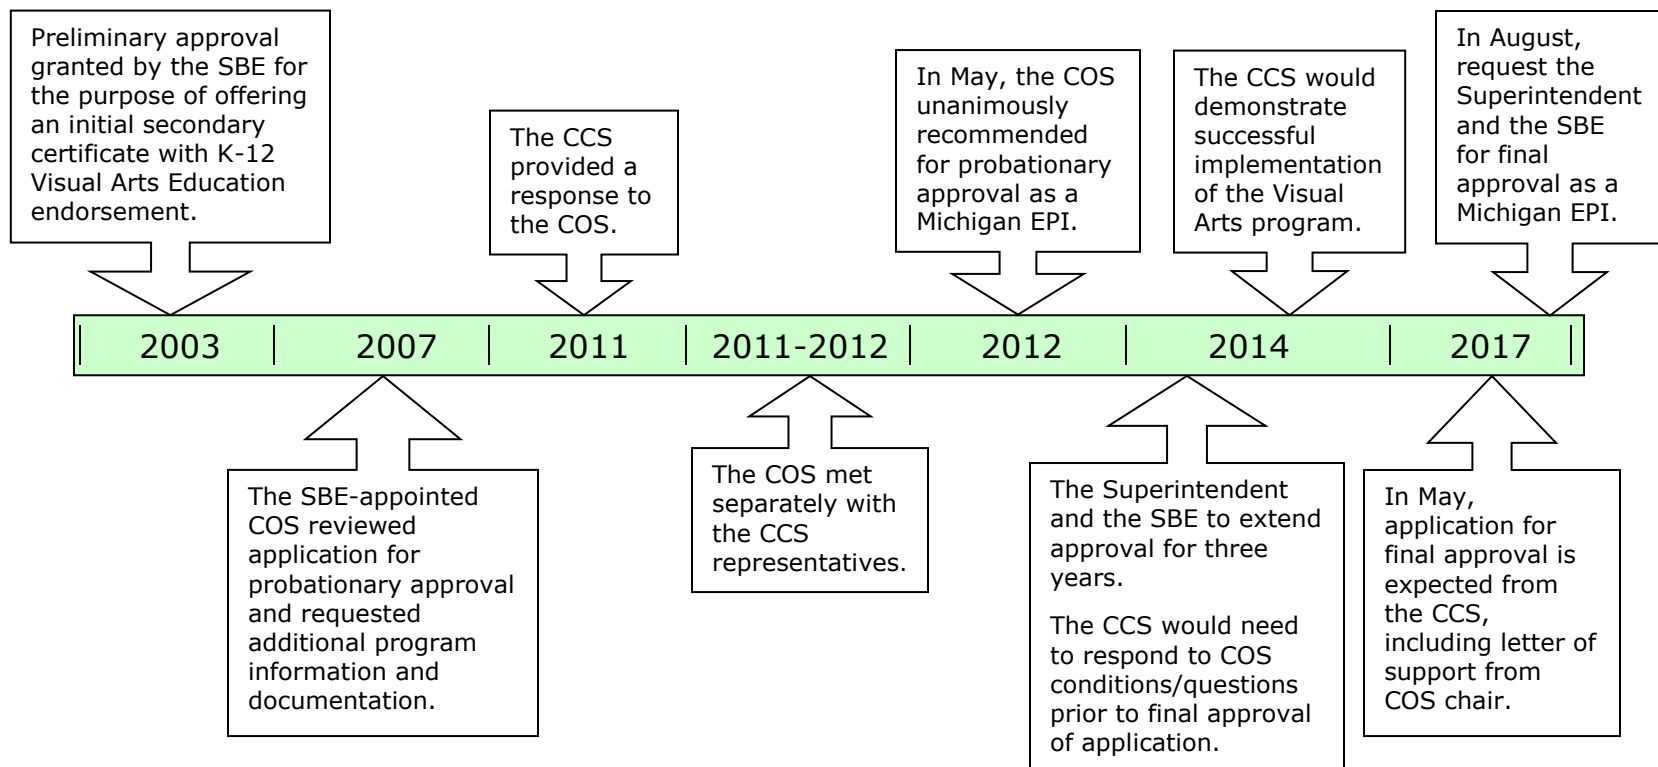 Preliminary approval
granted by the SBE for
the purpose of offering
an initial secondary
certificate with K-12
Visual Arts Education
endorsement.
The CCS
provided a
response to
the COS.
In May, the COS
unanimously
recommended
for probationary
approval as a
Michigan EPI.
The CCS would
demonstrate
successful
implementation
of the Visual
Arts program.
In August,
request the
Superintendent
and the SBE
for final
approval as a
Michigan EPI.
2003 2007 2011 2011-2012 2012 2014 2017
The SBE-appointed
COS reviewed
application for
probationary approval
and requested
additional program
information and
documentation.
The COS met
separately with
the CCS
representatives.
The Superintendent
and the SBE to extend
approval for three
years.
The CCS would need
to respond to COS
conditions/questions
prior to final approval
of application.
In May,
application for
final approval is
expected from
the CCS,
including letter of
support from
COS chair.